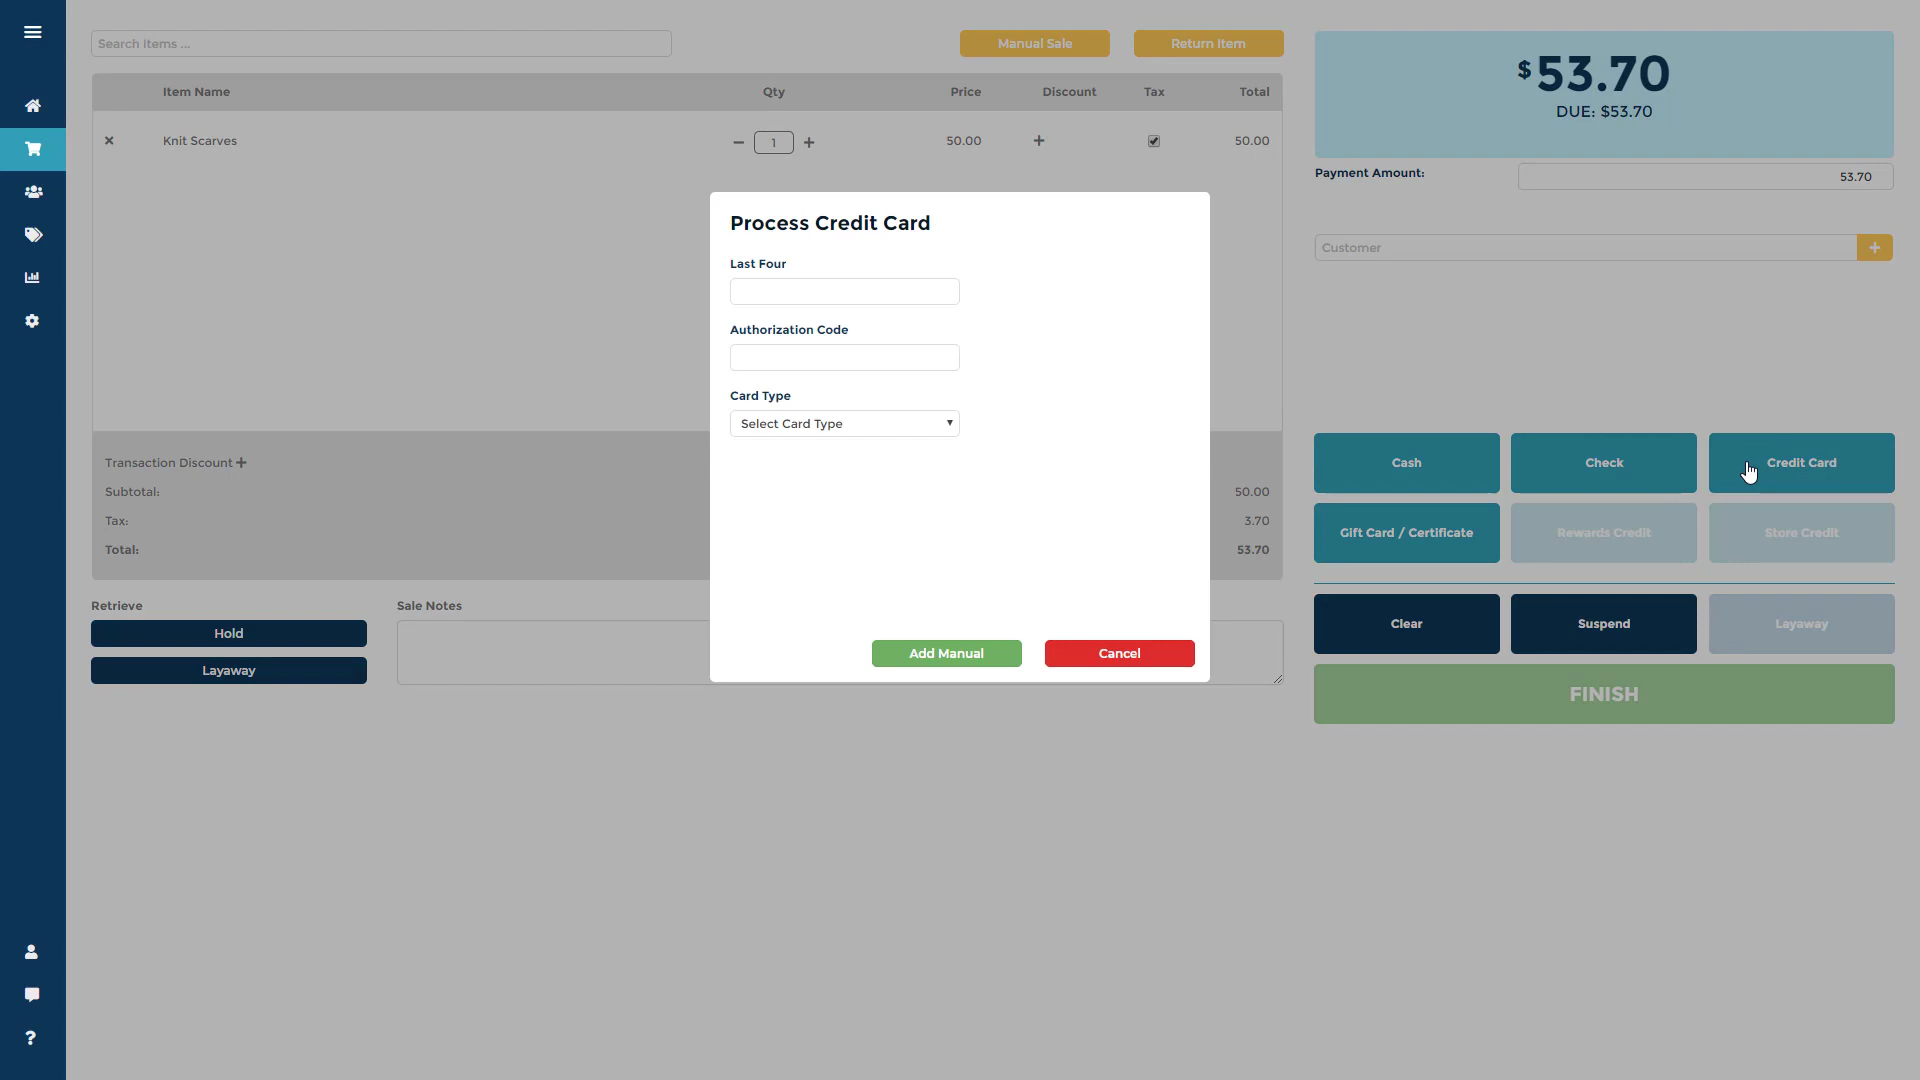 Search Items ...
Manual Sale
Return Item
Item Name Qty Price Discount Tax Total
Knit Scarves 1 50.00 50.00
Transaction Discount
Subtotal: 50.00
Tax: 3.70
Total: 53.70
Retrieve
Hold
Layaway
Sale Notes
Process Credit Card
Last Four
Authorization Code
Card Type
Select Card Type
Add Manual
Cancel
$53.70
DUE: $53.70
Payment Amount: 53.70
Customer
Cash
Check
Credit Card
Gift Card / Certificate
Rewards Credit
Store Credit
Clear
Suspend
Layaway
FINISH